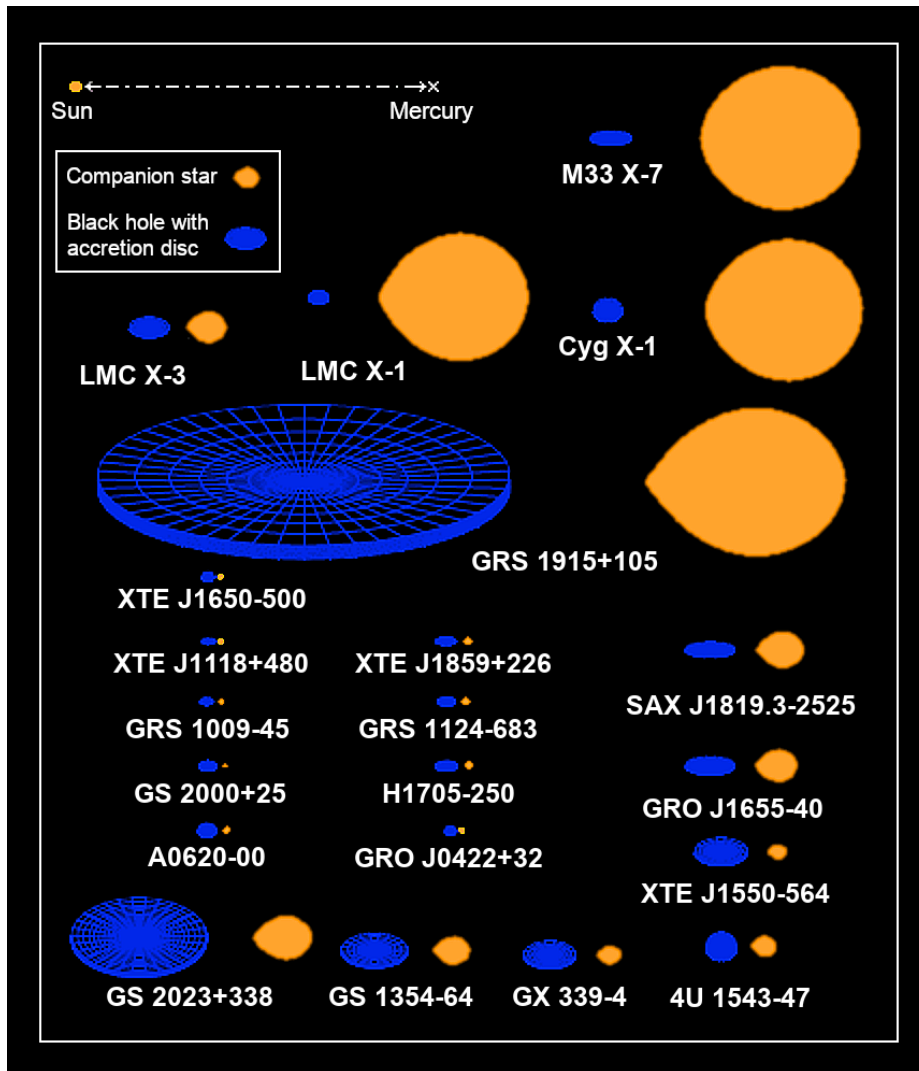 Sun
Mercury
M33 X-7
Companion star
Black hole with
accretion disc
LMC X-3
LMC X-1
Cyg X-1
GRS 1915+105
XTE J1650-500
XTE J1118+480
XTE J1859+226
SAX J1819.3-2525
GRS 1009-45
GRS 1124-683
GS 2000+25
H1705-250
GRO J1655-40
A0620-00
GRO J0422+32
XTE J1550-564
GS 2023+338
GS 1354-64
GX 339-4
4U 1543-47